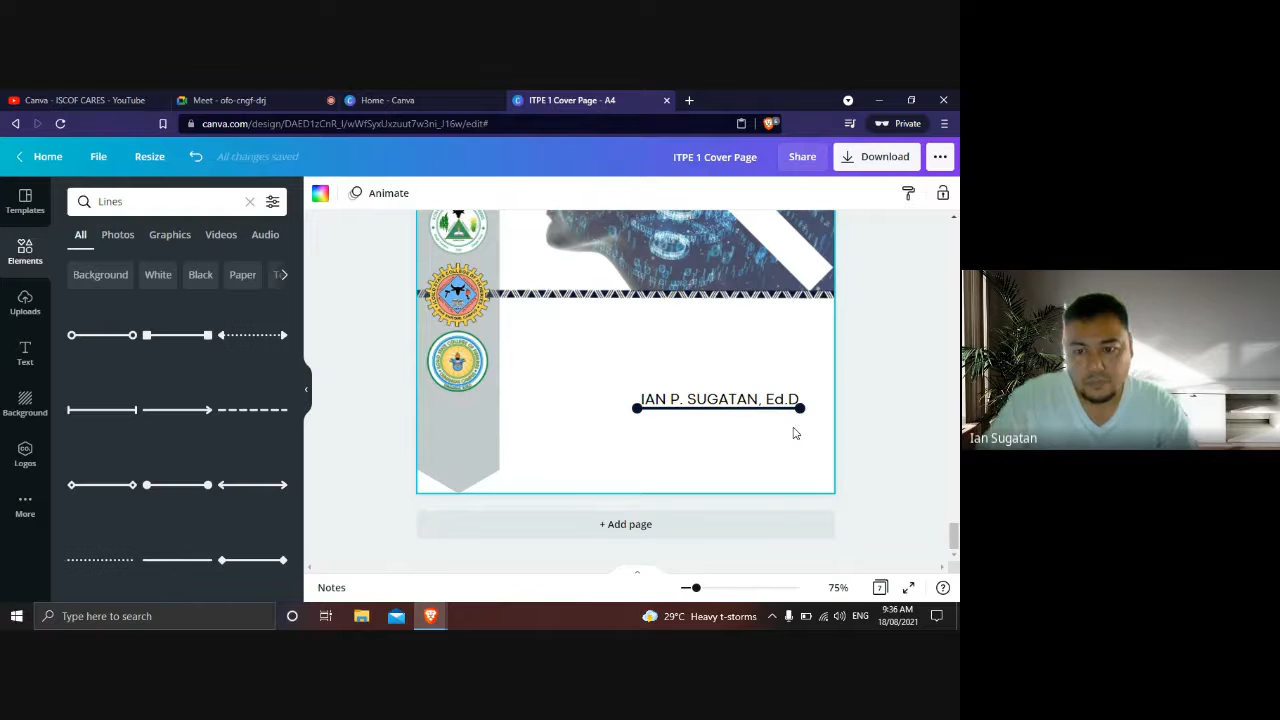 Canva - ISCOF CARES - YouTube
Meet - ofo-cngf-drj
Home - Canva
ITPE 1 Cover Page - A4
canva.com/design/DAED1zCnR_I/wWfSyxUxzuut7w3ni_J16w/edit#
6
Private
Home
File
Resize
All changes saved
ITPE 1 Cover Page
Share
Download
Templates
Elements
Uploads
Text
Background
Logos
More
Lines
All
Photos
Graphics
Videos
Audio
Background
White
Black
Paper
Animate
IAN P. SUGATAN, Ed.D
+ Add page
Notes
75%
7
Type here to search
29°C Heavy t-storms
ENG
9:36 AM
18/08/2021
Ian Sugatan